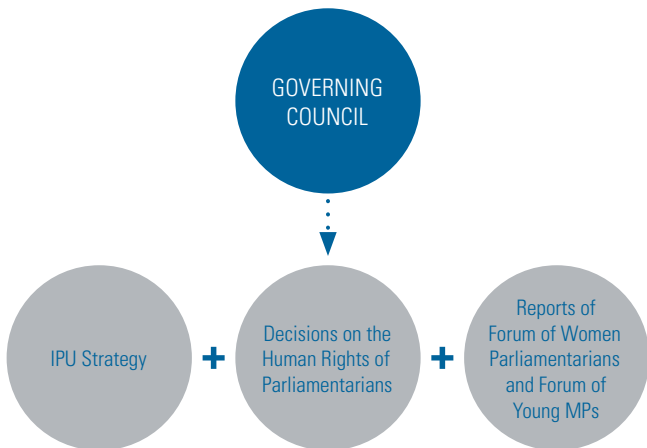 GOVERNING
COUNCIL
IPU Strategy
+
Decisions on the
Human Rights of
Parliamentarians
+
Reports of
Forum of Women
Parliamentarians
and Forum of
Young MPs